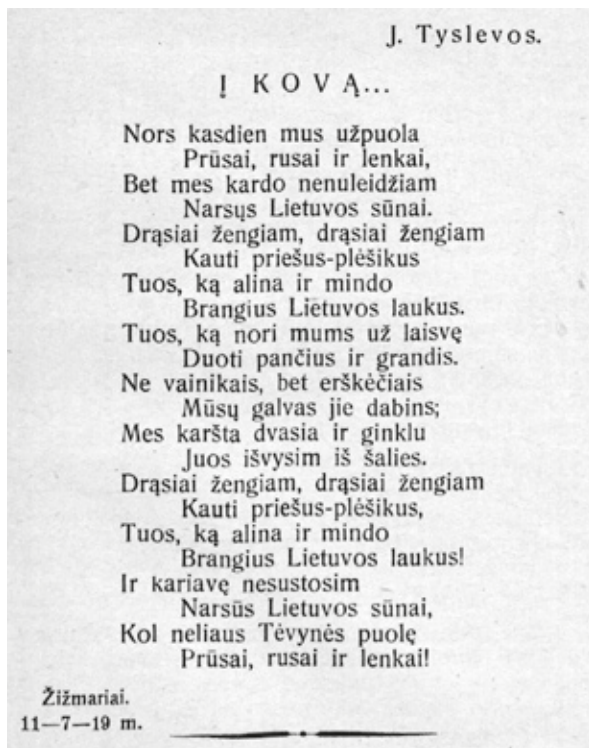 J. Tyslevos.
Į KOVĄ...
Nors kasdien mus užpuola
Prūsai, rusai ir lenkai,
Bet mes kardo nenuleidžiam
Narsųs Lietuvos sūnai.
Drąsiai žengiam, drąsiai žengiam
Kauti priešus-plėšikus
Tuos, ką alina ir mindo
Brangius Lietuvos laukus.
Tuos, ką nori mums už laisvę
Duoti pančius ir grandis.
Ne vainikais, bet erškėčiais
Mūsų galvas jie dabins;
Mes karšta dvasia ir ginklu
Juos išvysim iš šalies.
Drąsiai žengiam, drąsiai žengiam
Kauti priešus-plėšikus,
Tuos, ką alina ir mindo
Brangius Lietuvos laukus!
Ir kariavę nesustosim
Narsūs Lietuvos sūnai,
Kol neliaus Tėvynės puolę
Prūsai, rusai ir lenkai!
Žižmariai.
11—7—19 m.